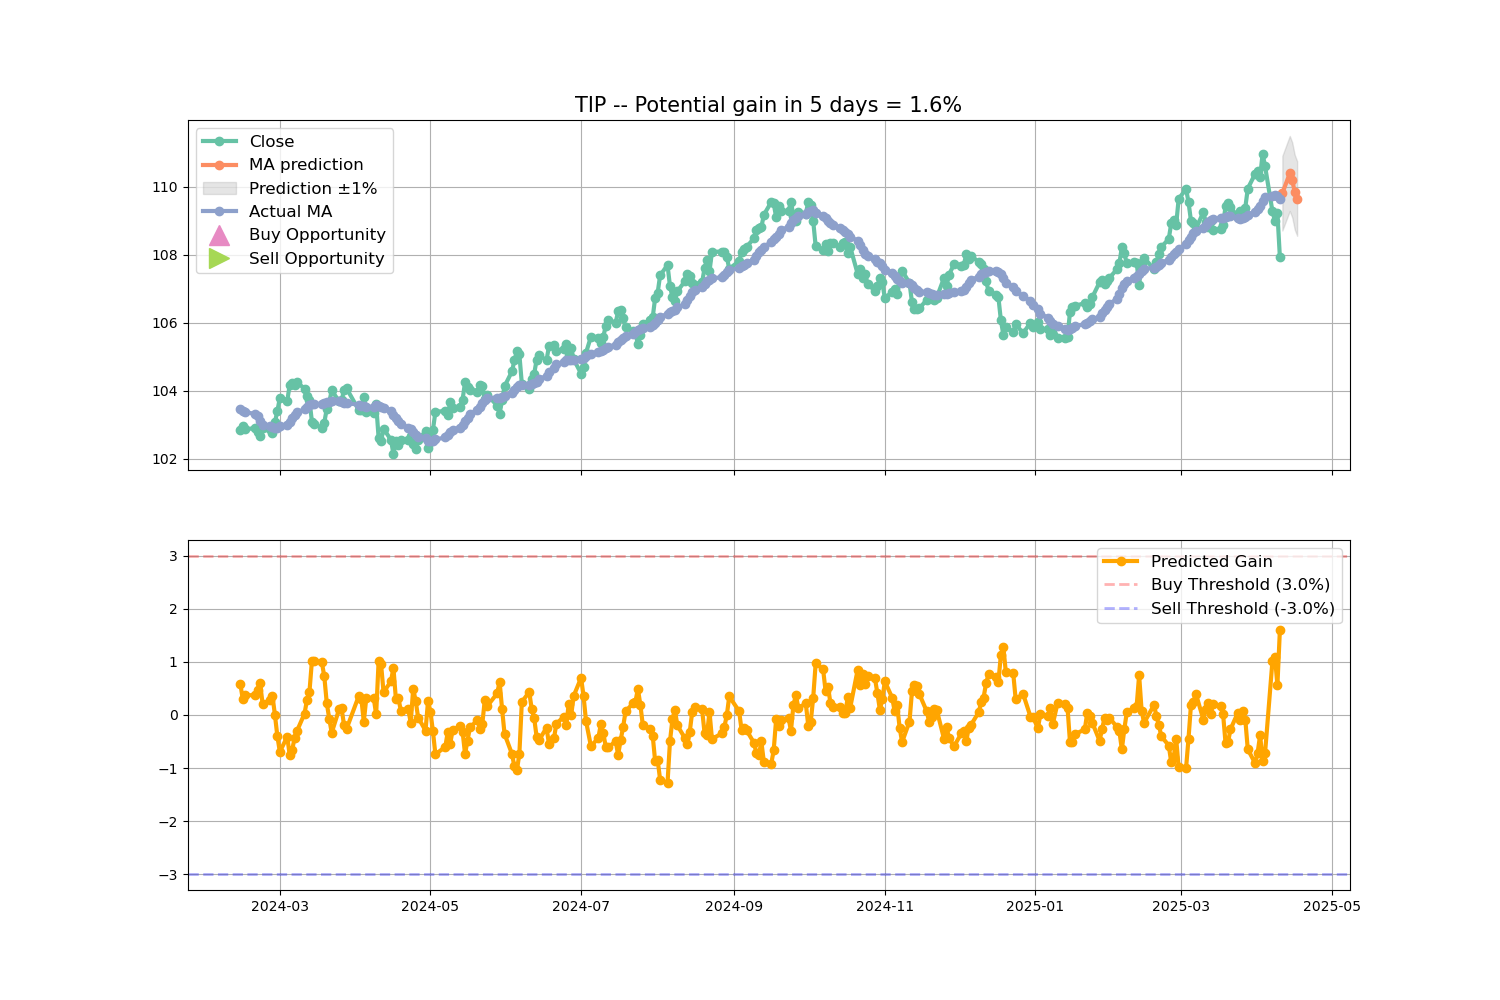 TIP -- Potential gain in 5 days = 1.6%
Close
MA prediction
Prediction ±1%
Actual MA
Buy Opportunity
Sell Opportunity
110
108
106
104
102
Predicted Gain
Buy Threshold (3.0%)
Sell Threshold (-3.0%)
3
2
1
0
−1
−2
−3
2024-03 2024-05 2024-07 2024-09 2024-11 2025-01 2025-03 2025-05